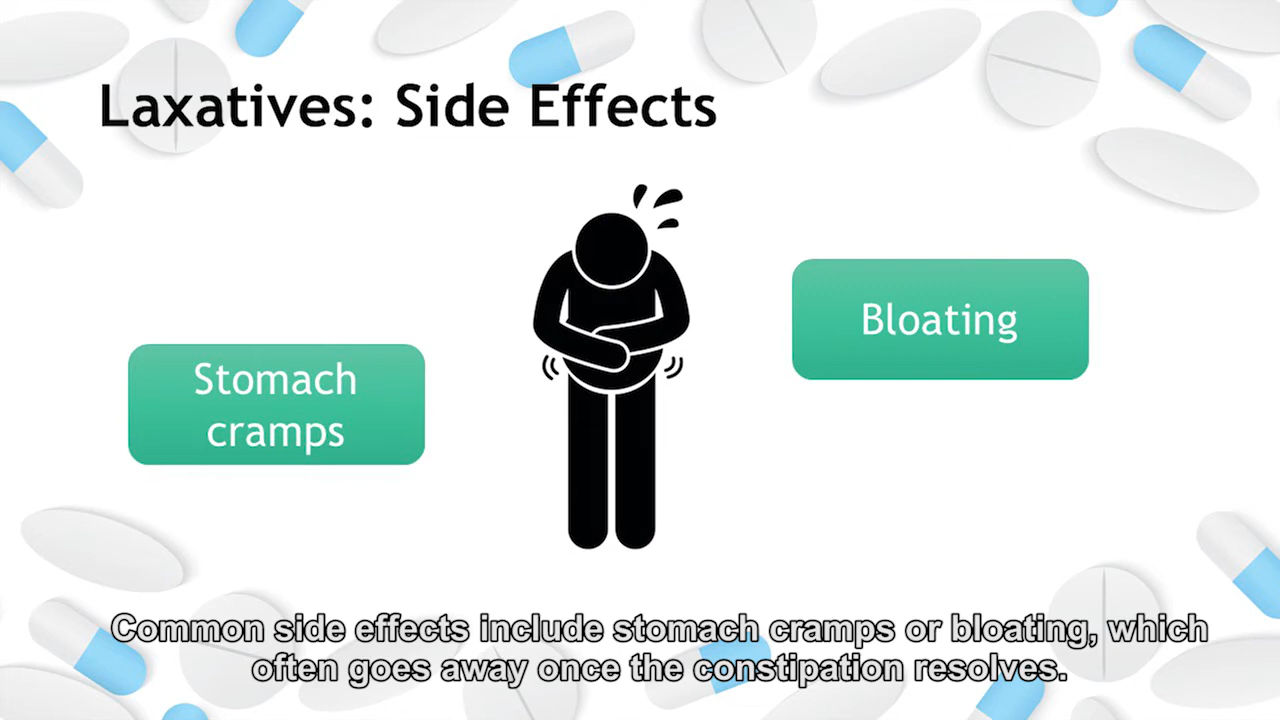 Laxatives: Side Effects
Stomach
cramps
Bloating
Common side effects include stomach cramps or bloating, which
often goes away once the constipation resolves.